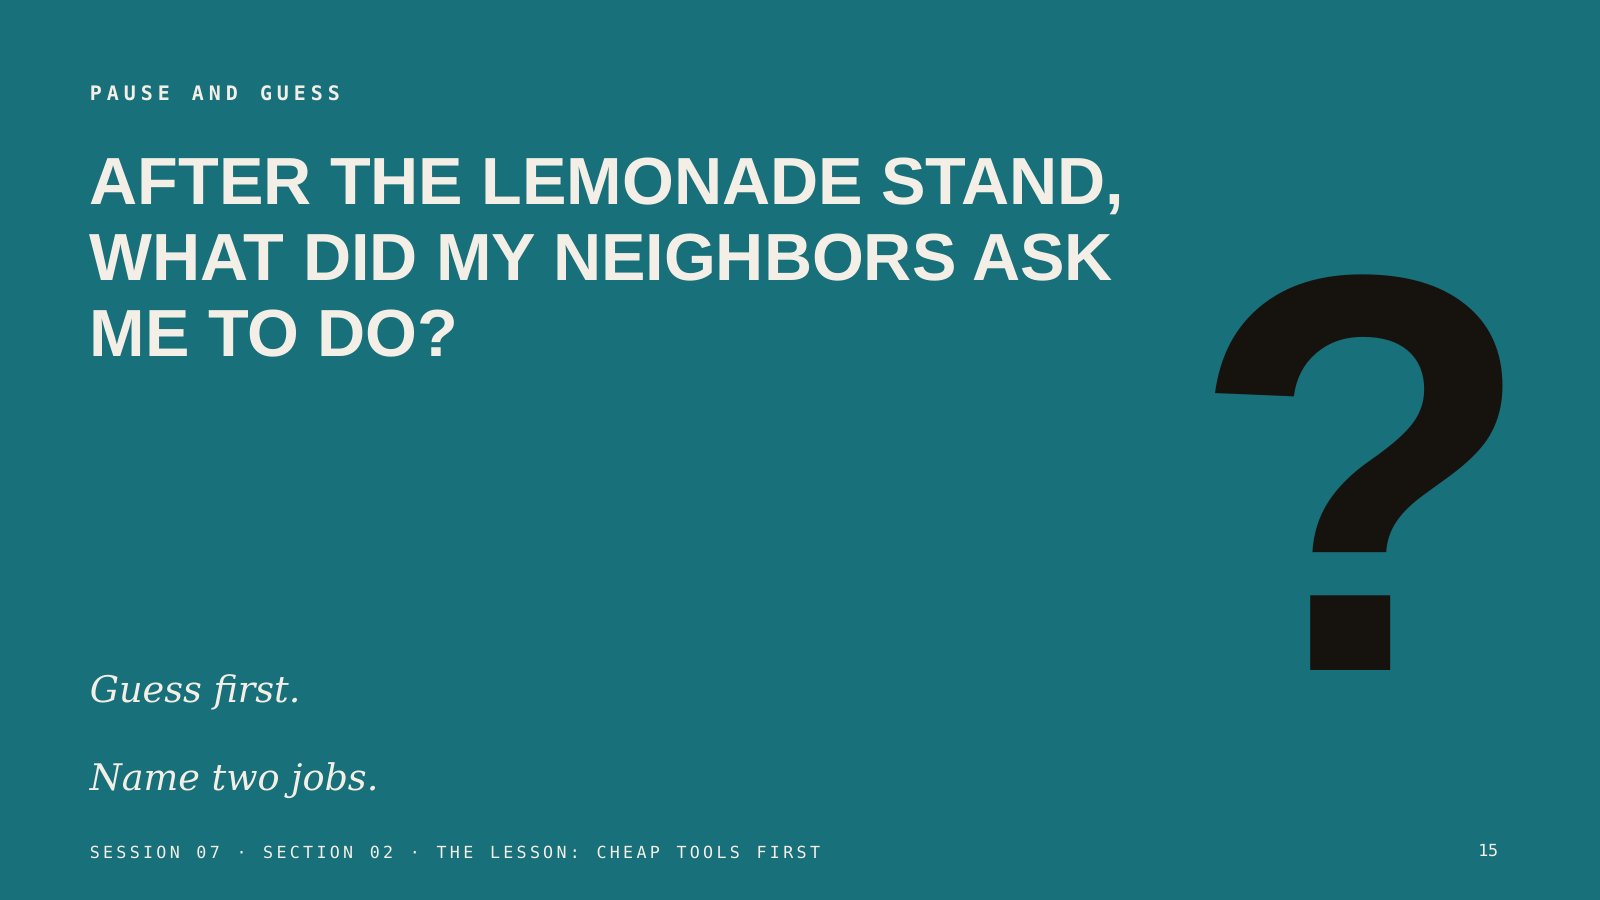 PAUSE AND GUESS
AFTER THE LEMONADE STAND,
WHAT DID MY NEIGHBORS ASK
ME TO DO?
?
Guess first.
Name two jobs.
SESSION 07 · SECTION 02 · THE LESSON: CHEAP TOOLS FIRST
15